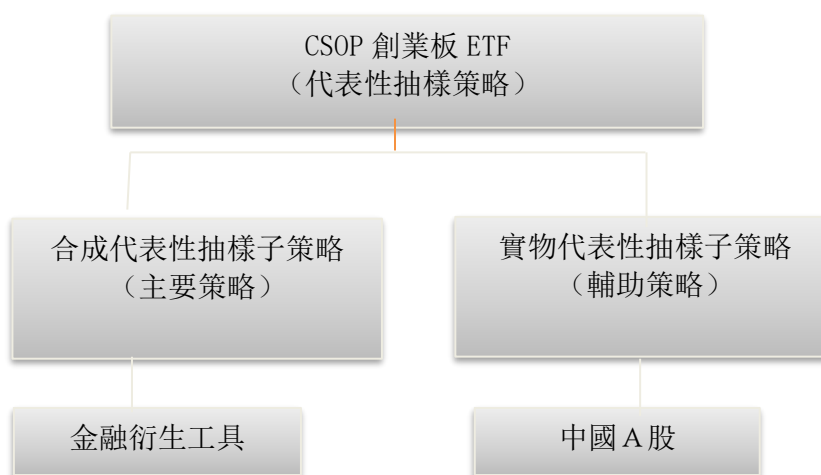 CSOP 創業板 ETF
（代表性抽樣策略）
合成代表性抽樣子策略
（主要策略）
實物代表性抽樣子策略
（輔助策略）
金融衍生工具
中國A股